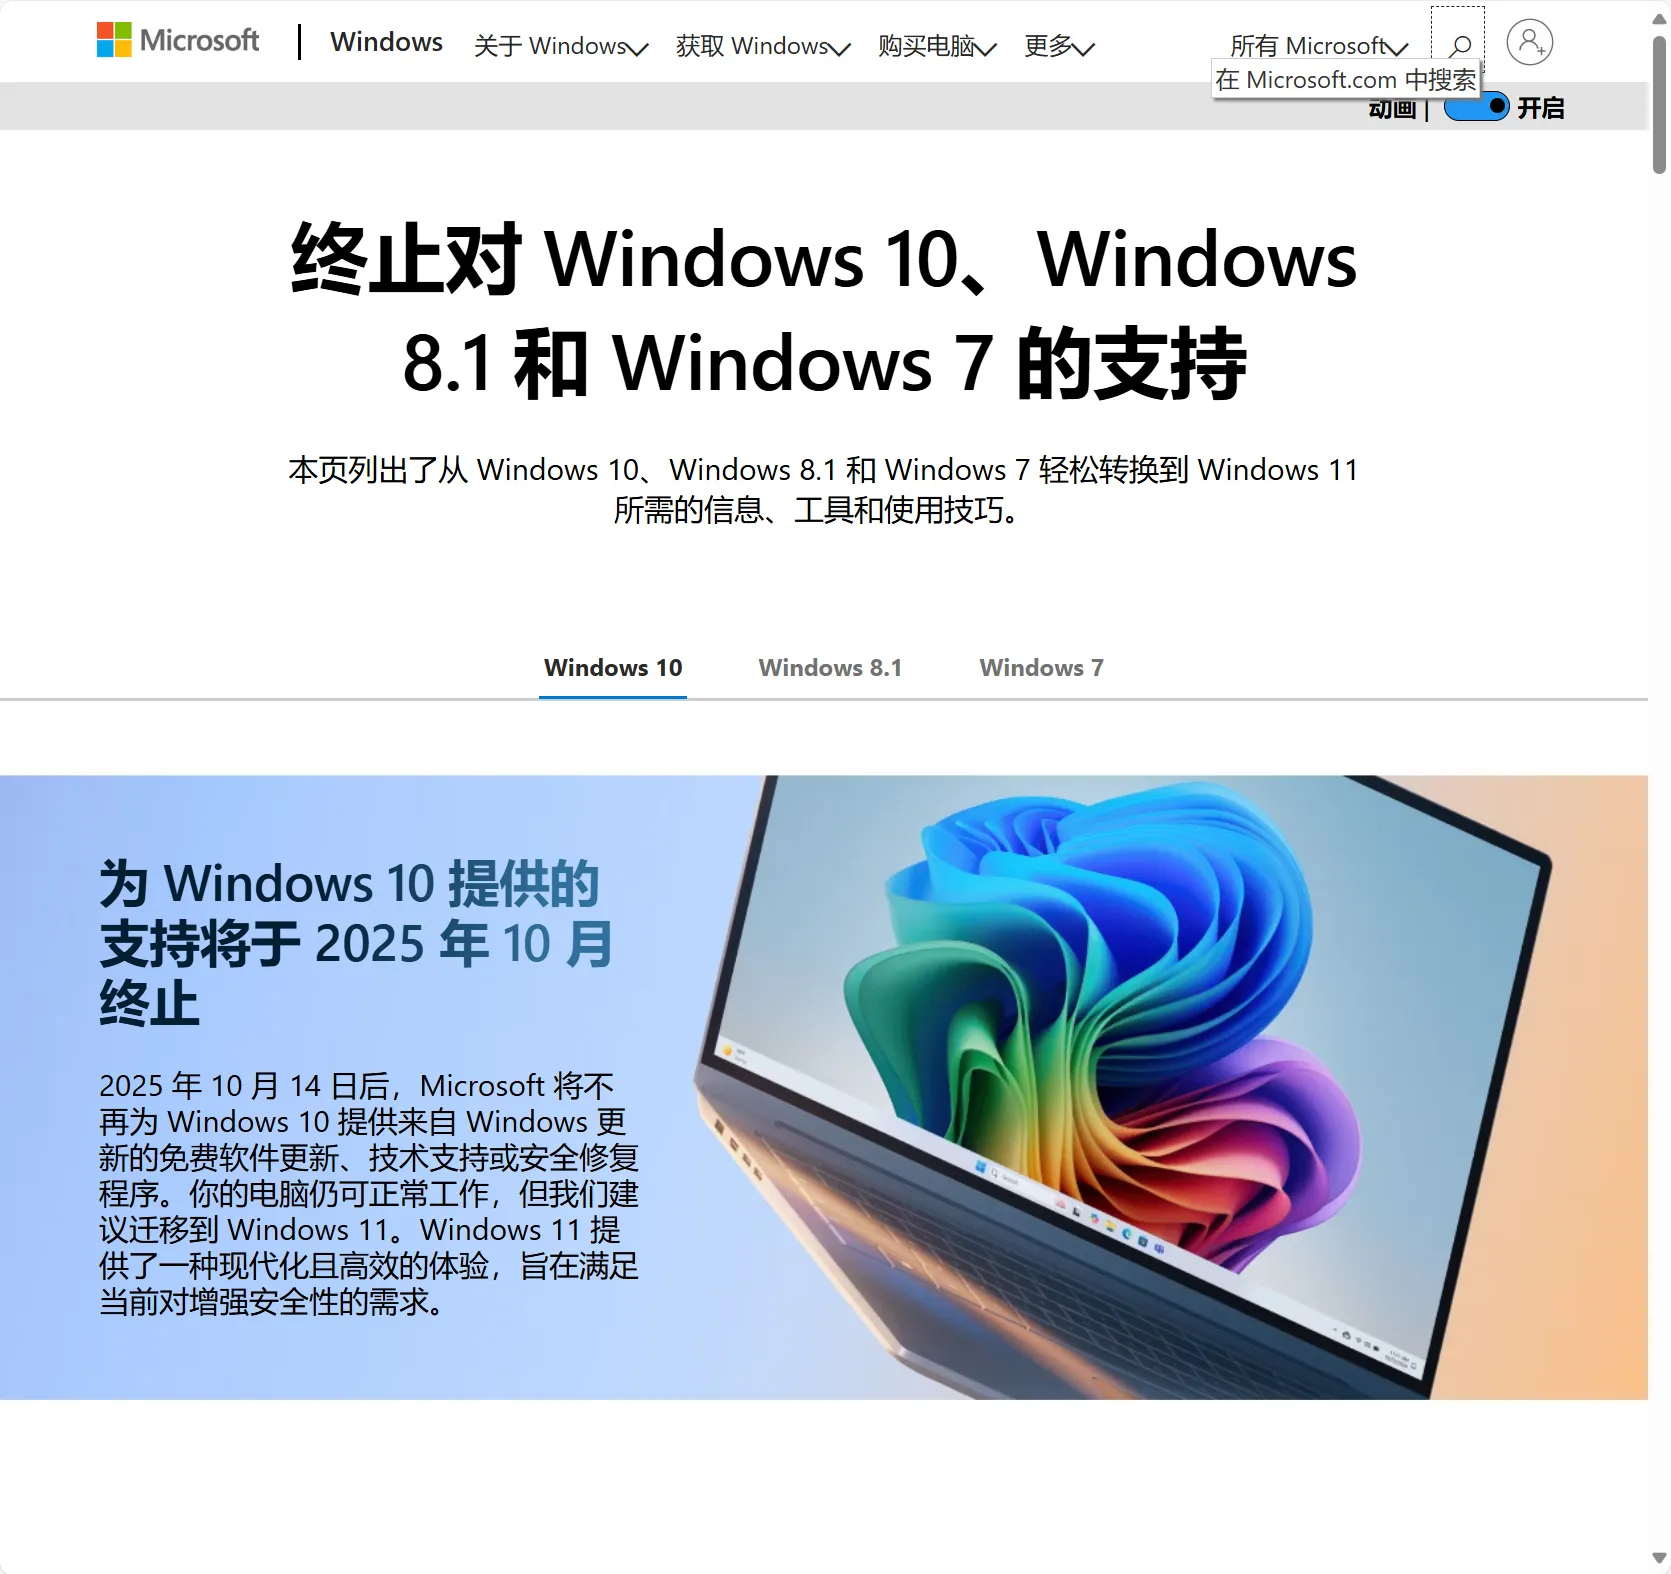 Microsoft
Windows
关于 Windows
获取 Windows
购买电脑
更多
所有 Microsoft
在 Microsoft.com 中搜索
动画 |
开启
终止对 Windows 10、Windows
8.1 和 Windows 7 的支持
本页列出了从 Windows 10、Windows 8.1 和 Windows 7 轻松转换到 Windows 11
所需的信息、工具和使用技巧。
Windows 10
Windows 8.1
Windows 7
为 Windows 10 提供的
支持将于 2025 年 10 月
终止
2025 年 10 月 14 日后，Microsoft 将不
再为 Windows 10 提供来自 Windows 更
新的免费软件更新、技术支持或安全修复
程序。你的电脑仍可正常工作，但我们建
议迁移到 Windows 11。Windows 11 提
供了一种现代化且高效的体验，旨在满足
当前对增强安全性的需求。
Search